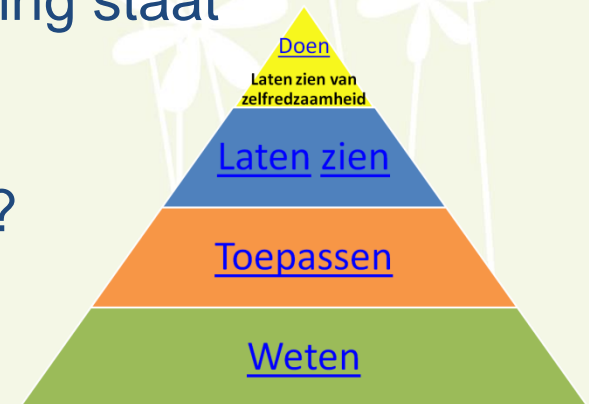 ing staat
?
Doen
Laten zien van
zelfredzaamheid
Laten zien
Toepassen
Weten